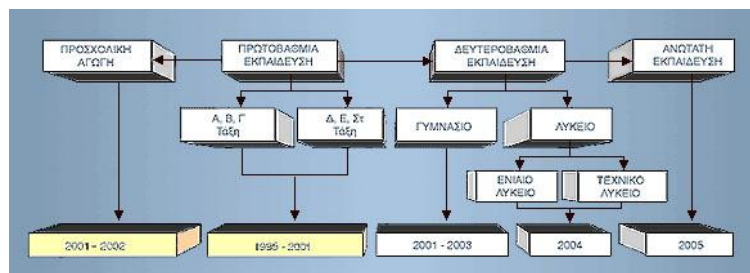 ΠΡΟΣΧΟΛΙΚΗ
ΑΓΩΓΗ
ΠΡΩΤΟΒΑΘΜΙΑ
ΕΚΠΑΙΔΕΥΣΗ
ΔΕΥΤΕΡΟΒΑΘΜΙΑ
ΕΚΠΑΙΔΕΥΣΗ
ΑΝΩΤΑΤΗ
ΕΚΠΑΙΔΕΥΣΗ
Α, Β, Γ
Τάξη
Δ, Ε, Στ
Τάξη
ΓΥΜΝΑΣΙΟ
ΛΥΚΕΙΟ
ΕΝΙΑΙΟ
ΛΥΚΕΙΟ
ΤΕΧΝΙΚΟ
ΛΥΚΕΙΟ
2001 - 2002
1995 - 2001
2001 - 2003
2004
2005